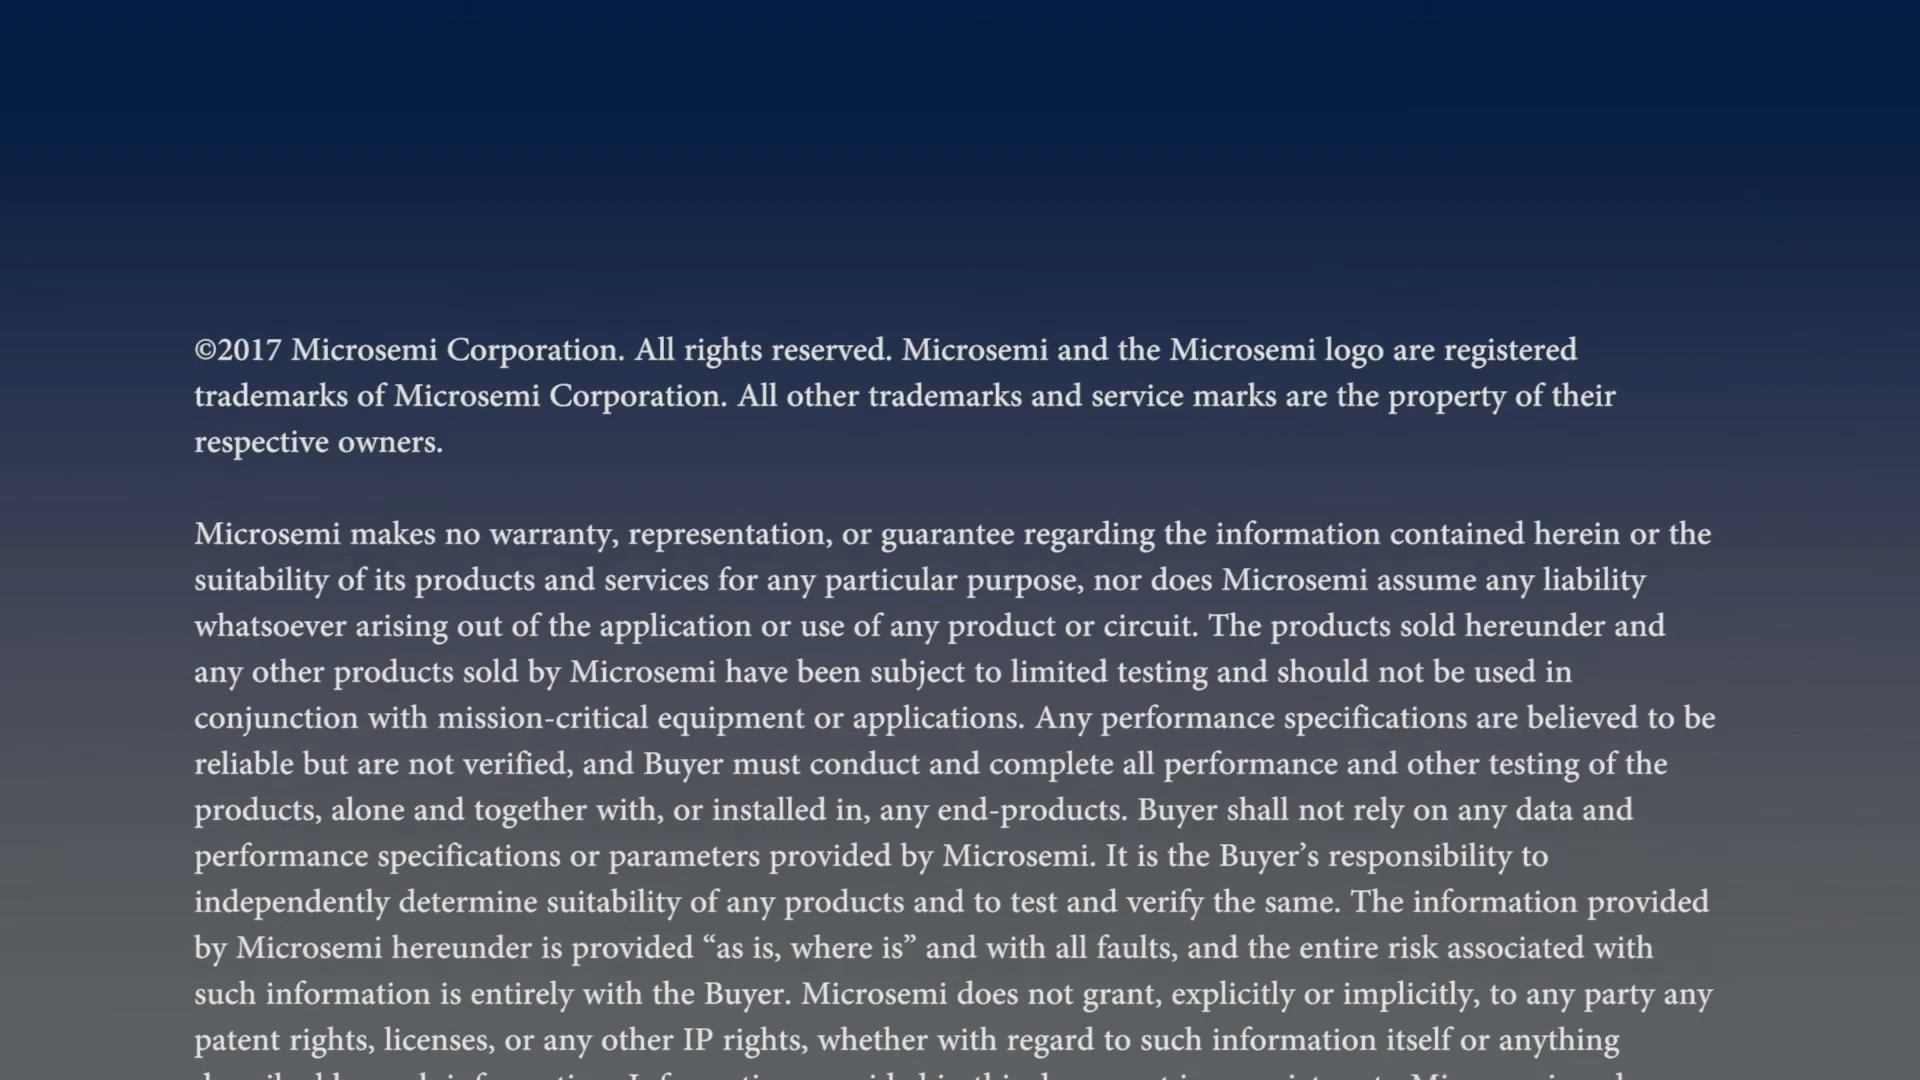 ©2017 Microsemi Corporation. All rights reserved. Microsemi and the Microsemi logo are registered
trademarks of Microsemi Corporation. All other trademarks and service marks are the property of their
respective owners.
Microsemi makes no warranty, representation, or guarantee regarding the information contained herein or the
suitability of its products and services for any particular purpose, nor does Microsemi assume any liability
whatsoever arising out of the application or use of any product or circuit. The products sold hereunder and
any other products sold by Microsemi have been subject to limited testing and should not be used in
conjunction with mission-critical equipment or applications. Any performance specifications are believed to be
reliable but are not verified, and Buyer must conduct and complete all performance and other testing of the
products, alone and together with, or installed in, any end-products. Buyer shall not rely on any data and
performance specifications or parameters provided by Microsemi. It is the Buyer’s responsibility to
independently determine suitability of any products and to test and verify the same. The information provided
by Microsemi hereunder is provided “as is, where is” and with all faults, and the entire risk associated with
such information is entirely with the Buyer. Microsemi does not grant, explicitly or implicitly, to any party any
patent rights, licenses, or any other IP rights, whether with regard to such information itself or anything